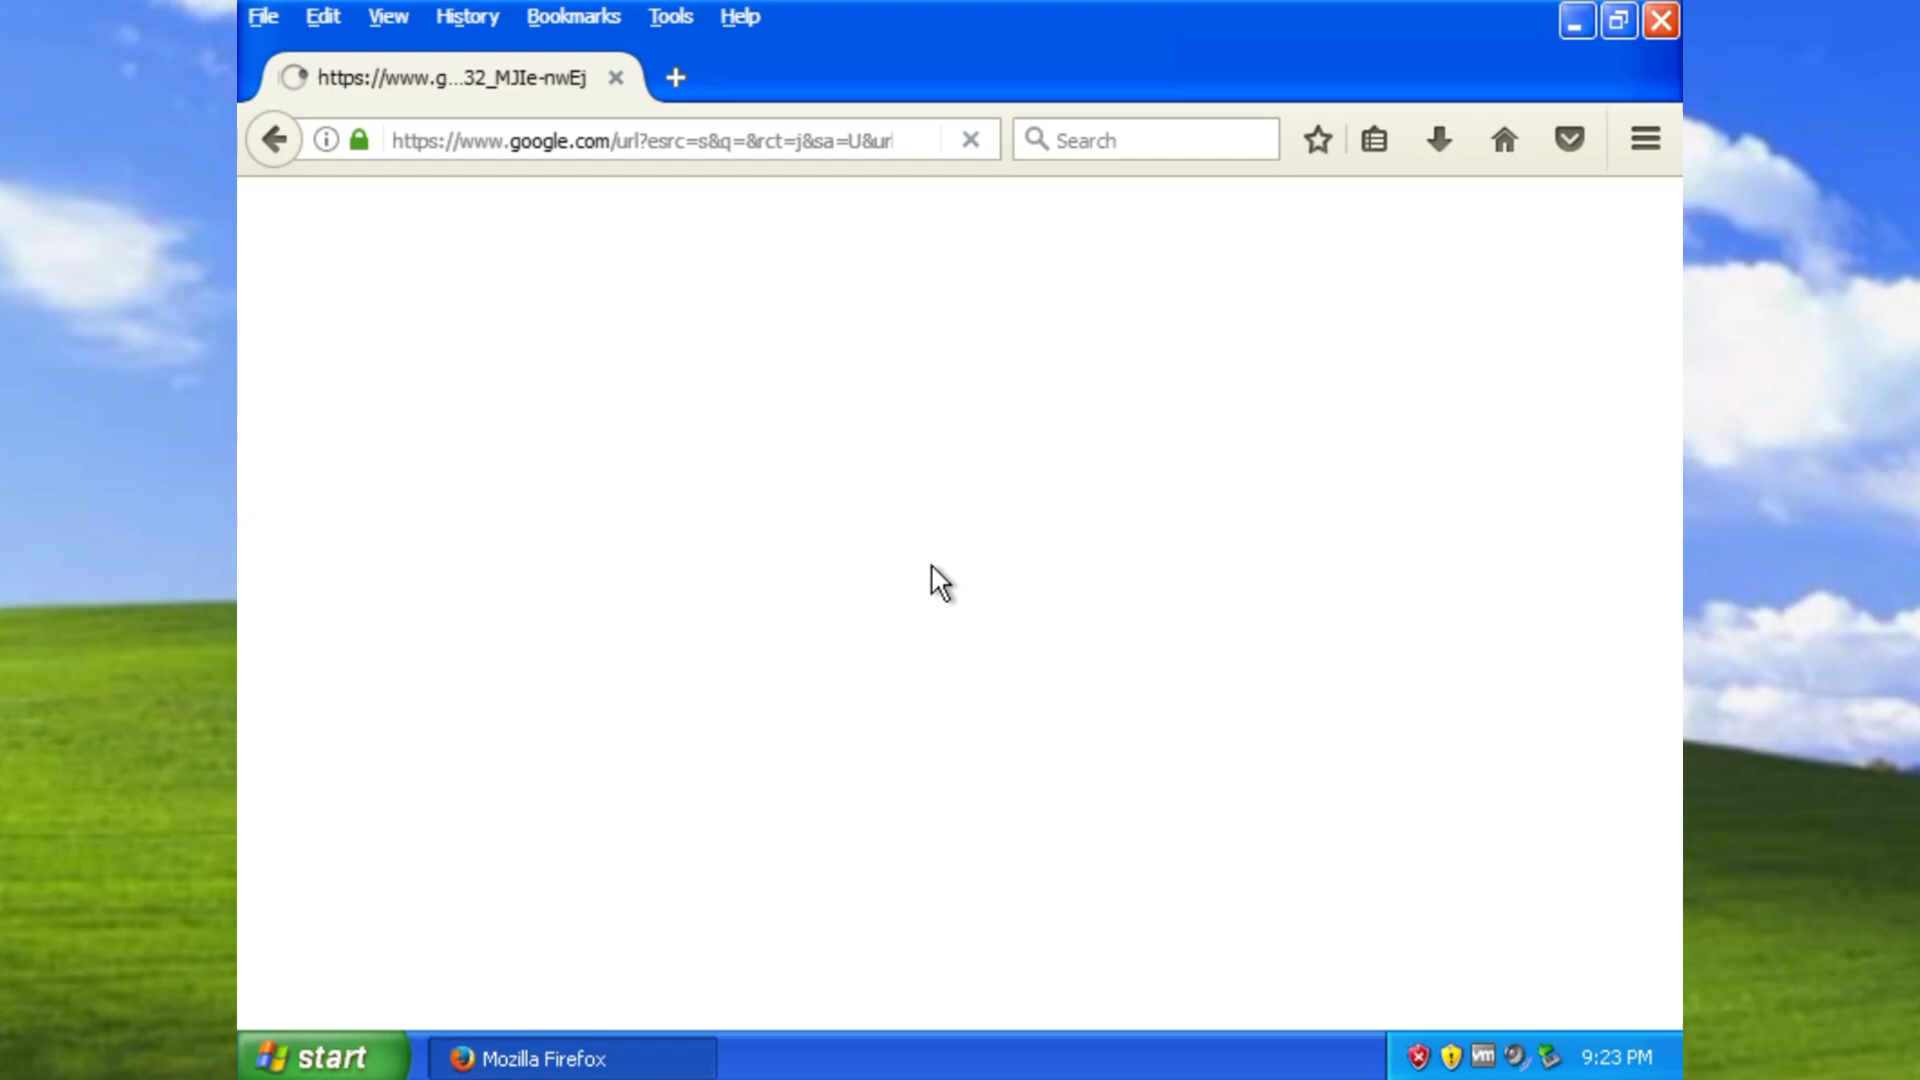 File Edit View History Bookmarks Tools Help
https://www.g...32_MJIe-nwEj
https://www.google.com/url?esrc=s&q=&rct=j&sa=U&url
Search
start
Mozilla Firefox
vm
9:23 PM